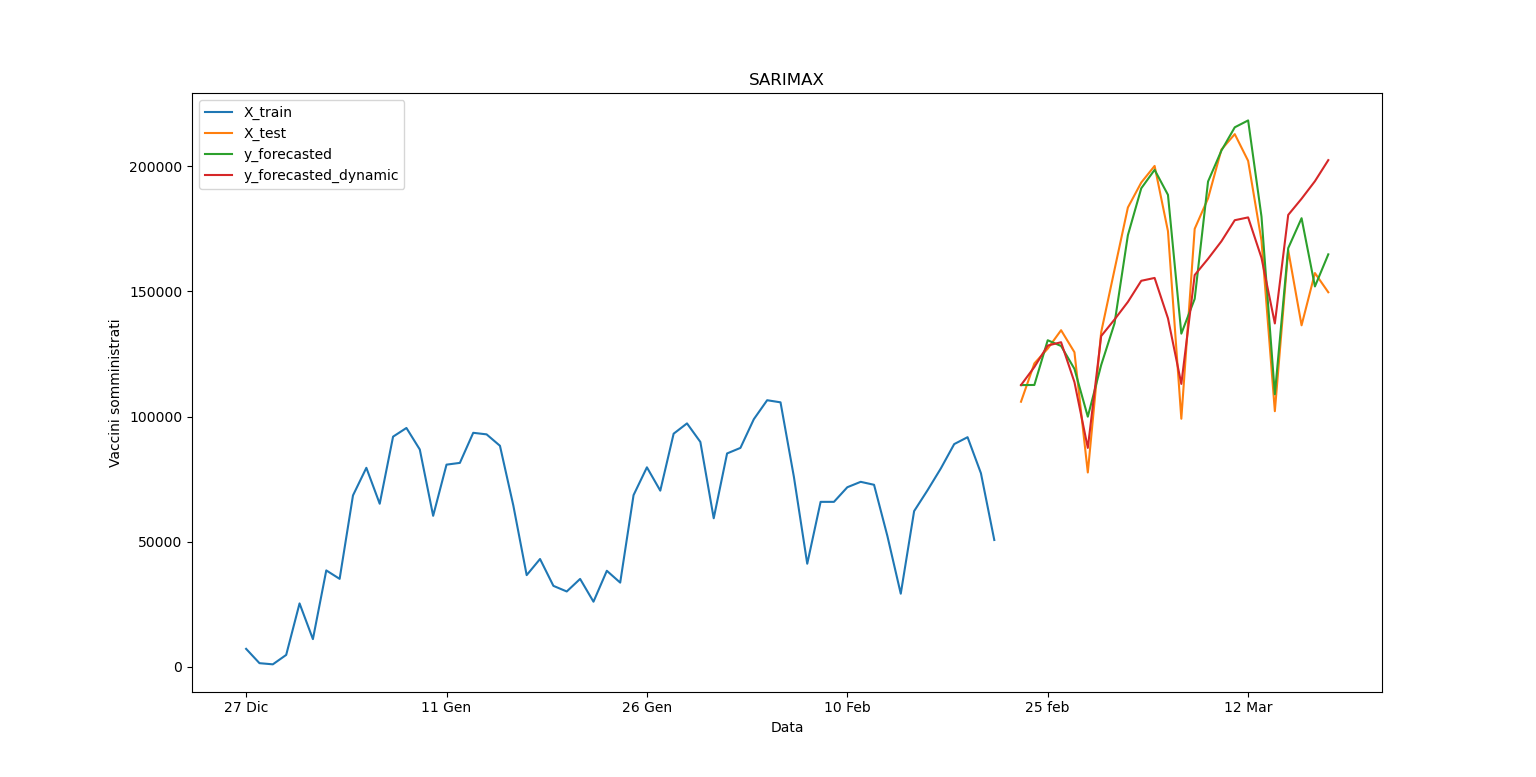 SARIMAX
X_train
X_test
y_forecasted
y_forecasted_dynamic
200000
150000
100000
50000
0
Vaccini somministrati
27 Dic
11 Gen
26 Gen
10 Feb
25 feb
12 Mar
Data